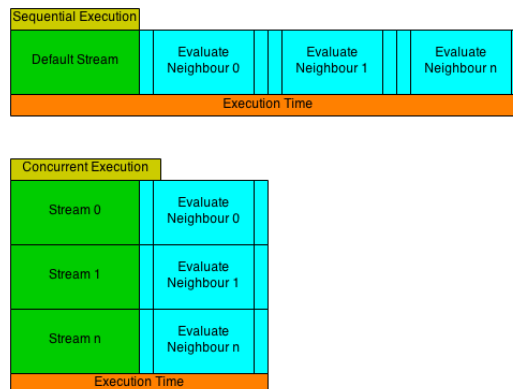 Sequential Execution
Default Stream
Evaluate
Neighbour 0
Evaluate
Neighbour 1
Evaluate
Neighbour n
Execution Time
Concurrent Execution
Stream 0
Evaluate
Neighbour 0
Stream 1
Evaluate
Neighbour 1
Stream n
Evaluate
Neighbour n
Execution Time